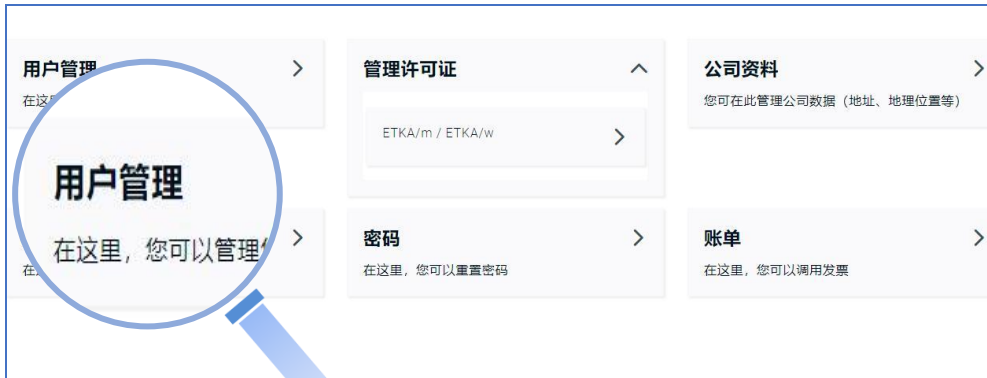 用户管理
在这
管理许可证
ETKA/m / ETKA/w
公司资料
您可在此管理公司数据（地址、地理位置等）
用户管理
在这里，您可以管理
在
密码
在这里，您可以重置密码
账单
在这里，您可以调用发票